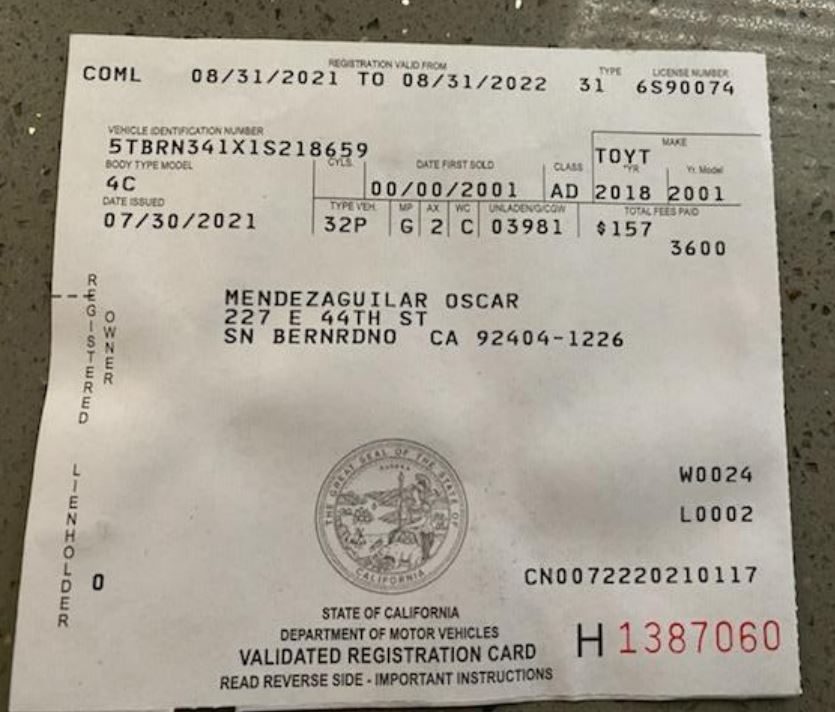 REGISTRATION VALID FROM
COML 08/31/2021 TO 08/31/2022
TYPE LICENSE NUMBER
31 6S90074
VEHICLE IDENTIFICATION NUMBER
5TBRN341X1S218659
MAKE
TOYT
BODY TYPE MODEL CYLS. DATE FIRST SOLD CLASS *YR Yr. Model
4C 00/00/2001 AD 2018 2001
DATE ISSUED TYPE VEH. MP AX WC UNLADEN/G/CGW TOTAL FEES PAID
07/30/2021 32P G 2 C 03981 $157
3600
REGISTERED
OWNER
MENDEZAGUILAR OSCAR
227 E 44TH ST
SN BERNRDNO CA 92404-1226
LIENHOLDER
0
THE GREAT SEAL OF THE STATE OF
EUREKA
CALIFORNIA
W0024
L0002
CN0072220210117
STATE OF CALIFORNIA
DEPARTMENT OF MOTOR VEHICLES
VALIDATED REGISTRATION CARD
READ REVERSE SIDE - IMPORTANT INSTRUCTIONS
H 1387060